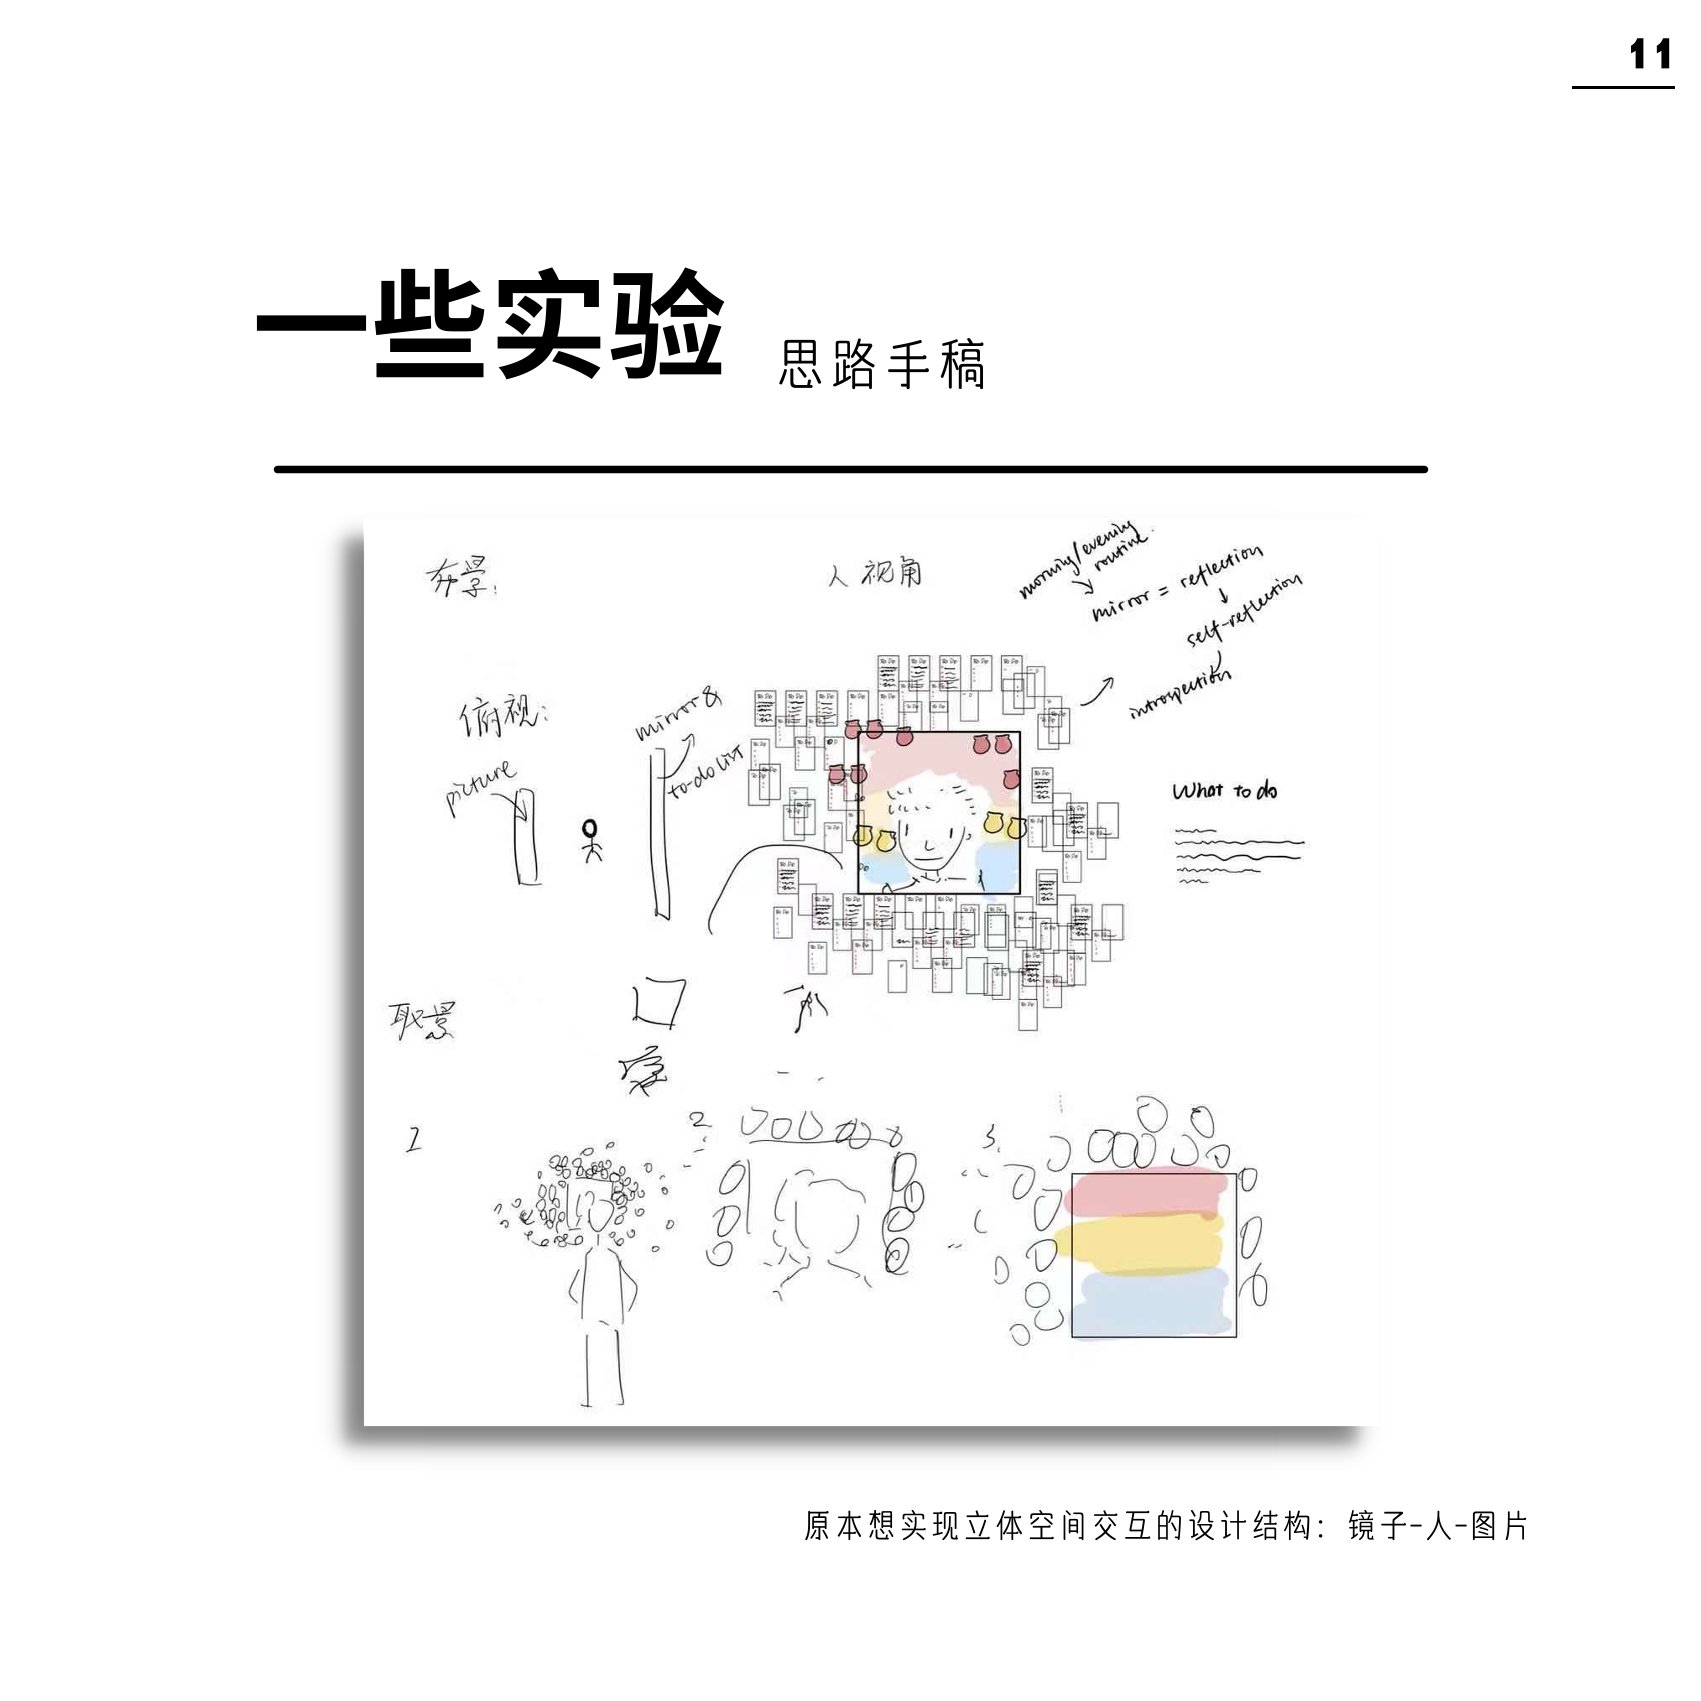 11
一些实验
思路手稿
布景:
人视角
morning/evening
routine
mirror = reflection
self-reflection
introspection
俯视:
picture
mirror &
to-do list
What to do
取景
1
2
3.
To Do
原本想实现立体空间交互的设计结构：镜子-人-图片